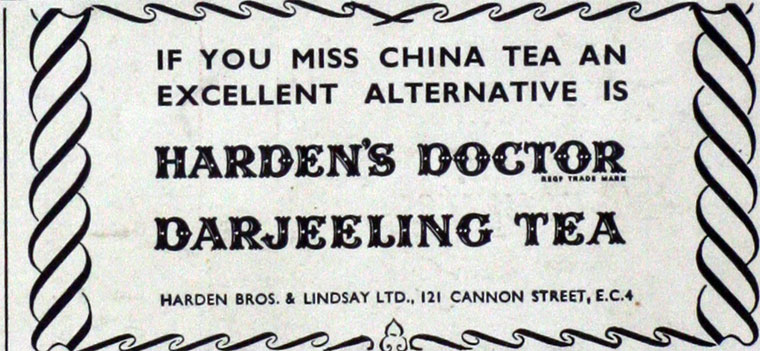 IF YOU MISS CHINA TEA AN
EXCELLENT ALTERNATIVE IS
HARDEN'S DOCTOR
REGD TRADE MARK
DARJEELING TEA
HARDEN BROS. & LINDSAY LTD., 121 CANNON STREET, E.C.4